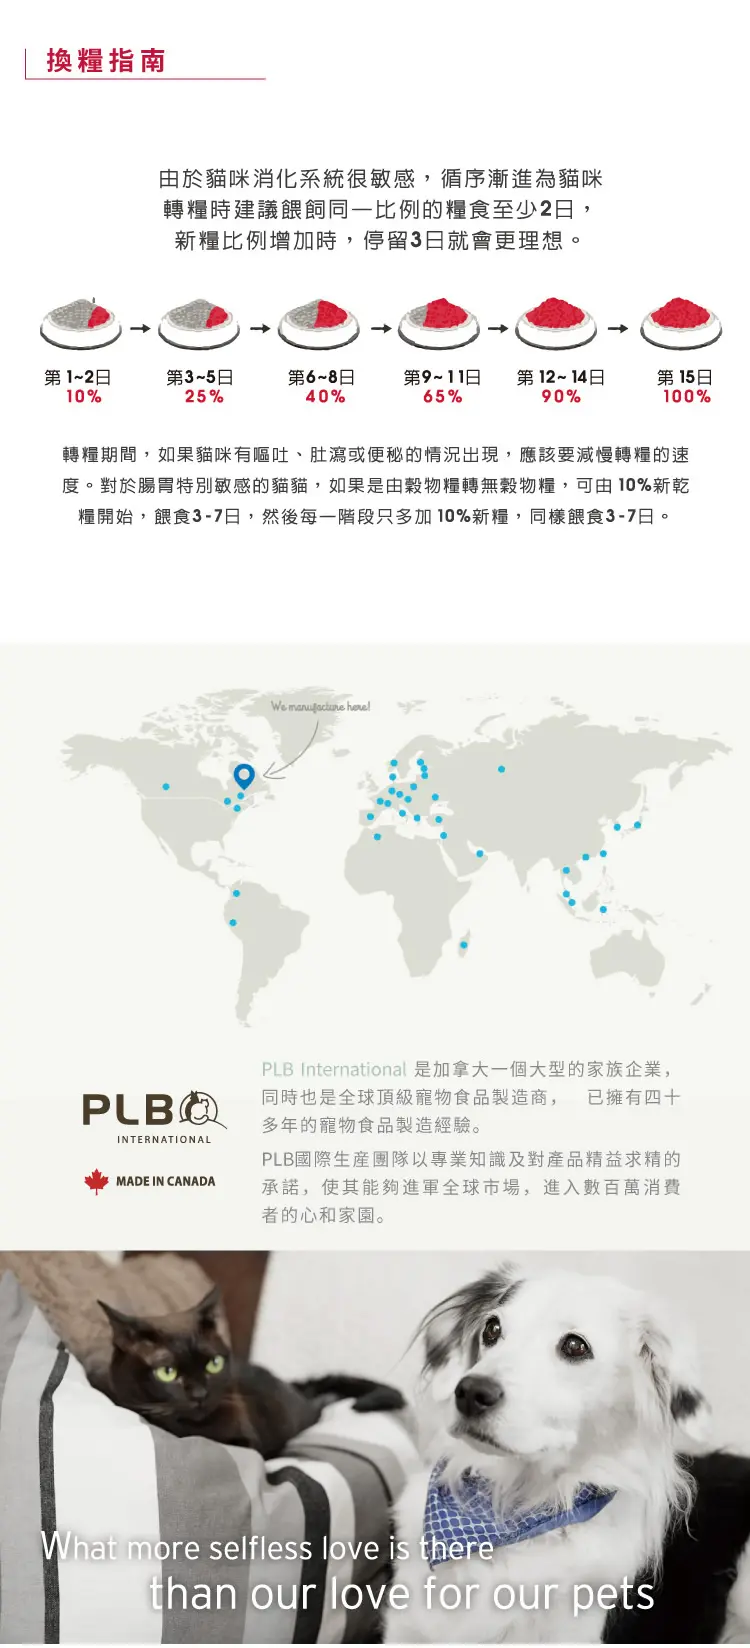 換糧指南
由於貓咪消化系統很敏感，循序漸進為貓咪
轉糧時建議餵飼同一比例的糧食至少2日，
新糧比例增加時，停留3日就會更理想。
第 1~2日
10%
第3~5日
25%
第6~8日
40%
第9~11日
65%
第 12~14日
90%
第 15日
100%
轉糧期間，如果貓咪有嘔吐、肚瀉或便秘的情況出現，應該要減慢轉糧的速
度。對於腸胃特別敏感的貓貓，如果是由穀物糧轉無穀物糧，可由 10%新乾
糧開始，餵食3-7日，然後每一階段只多加 10%新糧，同樣餵食3-7日。
We manufacture here!
PLB
INTERNATIONAL
MADE IN CANADA
PLB International 是加拿大一個大型的家族企業，
同時也是全球頂級寵物食品製造商， 已擁有四十
多年的寵物食品製造經驗。
PLB國際生産團隊以專業知識及對產品精益求精的
承諾，使其能夠進軍全球市場，進入數百萬消費
者的心和家園。
What more selfless love is there
than our love for our pets